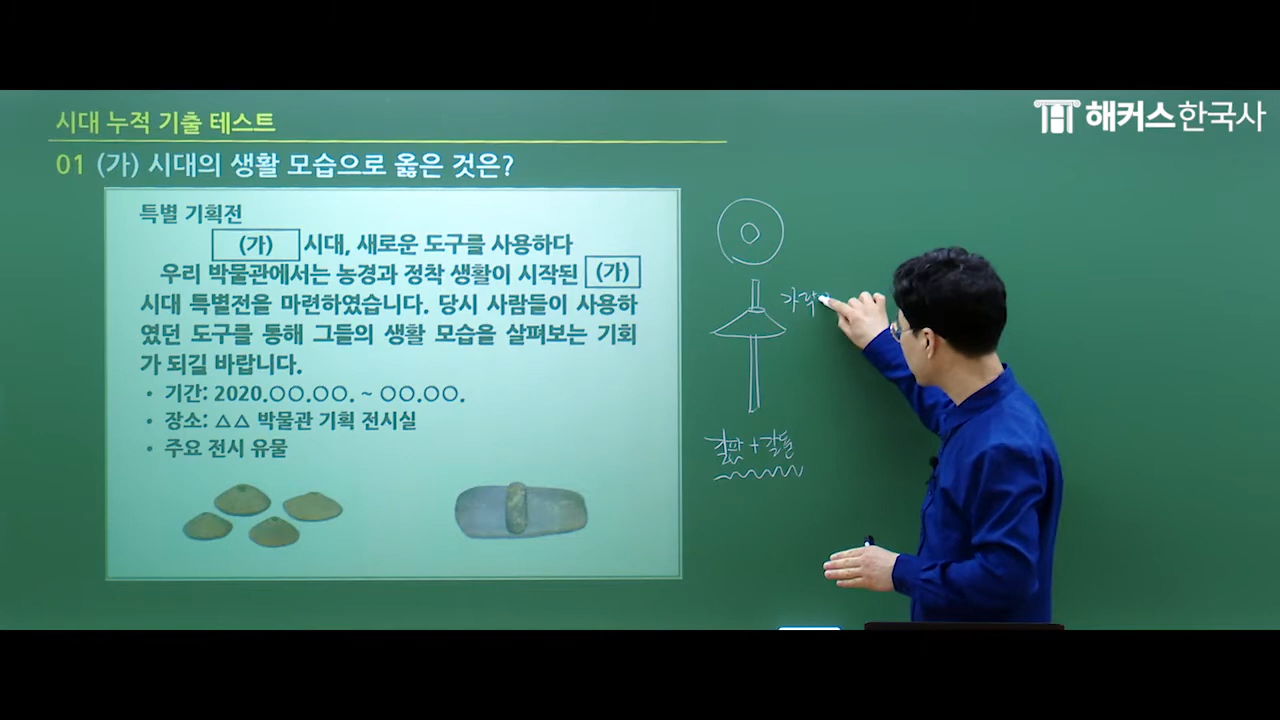 해커스한국사
시대 누적 기출 테스트
01 (가) 시대의 생활 모습으로 옳은 것은?
특별 기획전
(가) 시대, 새로운 도구를 사용하다
우리 박물관에서는 농경과 정착 생활이 시작된 (가)
시대 특별전을 마련하였습니다. 당시 사람들이 사용하
였던 도구를 통해 그들의 생활 모습을 살펴보는 기회
가 되길 바랍니다.
• 기간: 2020.○○.○○. ~ ○○.○○.
• 장소: △△ 박물관 기획 전시실
• 주요 전시 유물
가락
갈판+갈돌